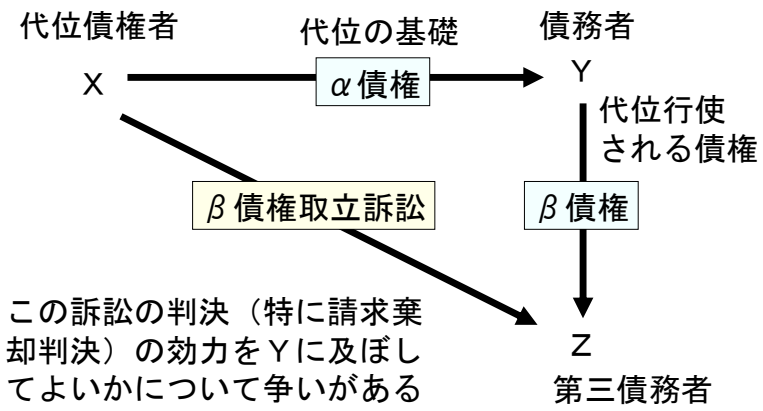 代位債権者
代位の基礎
債務者
X
α債権
Y
代位行使
される債権
β債権取立訴訟
β債権
この訴訟の判決（特に請求棄
却判決）の効力をYに及ぼし
てよいかについて争いがある
Z
第三債務者